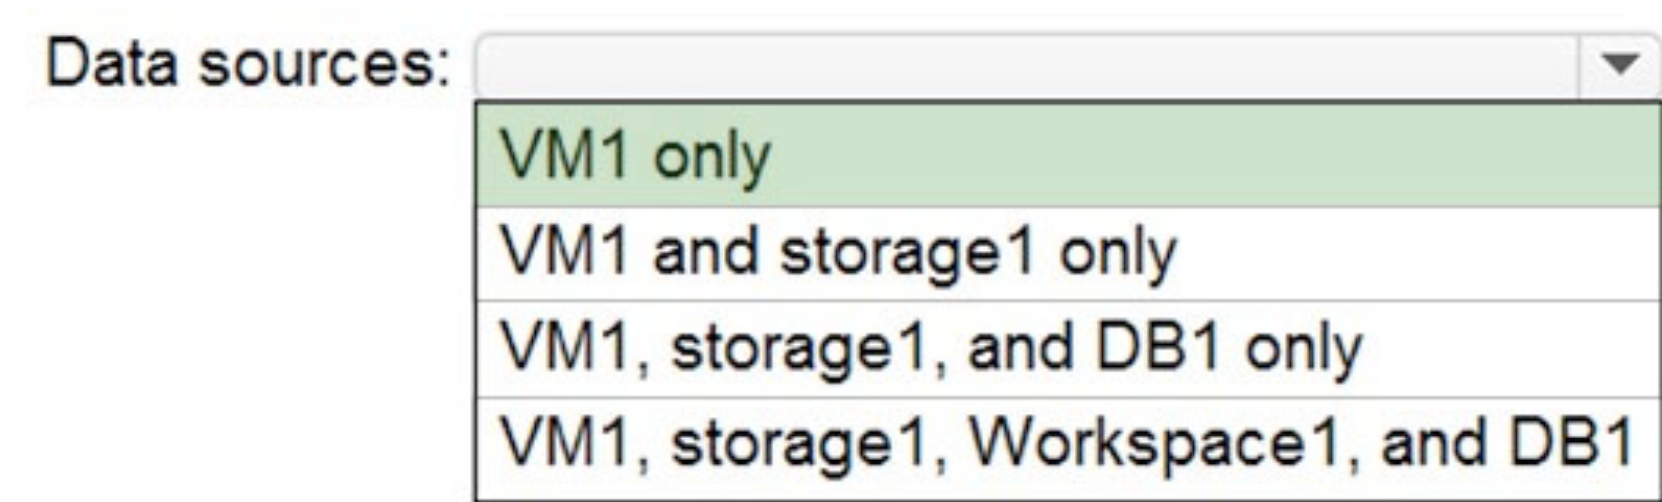 Data sources:
VM1 only
VM1 and storage1 only
VM1, storage1, and DB1 only
VM1, storage1, Workspace1, and DB1